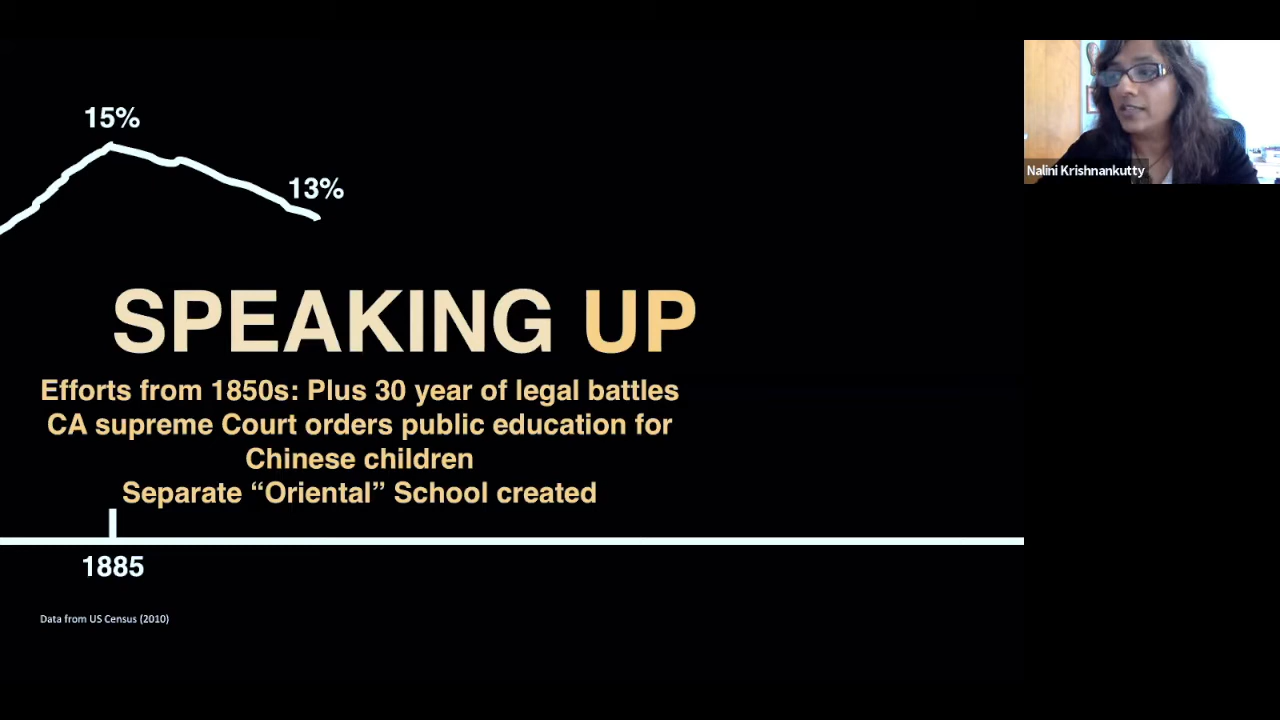 15%
13%
Nalini Krishnankutty
SPEAKING UP
Efforts from 1850s: Plus 30 year of legal battles
CA supreme Court orders public education for
Chinese children
Separate “Oriental” School created
1885
Data from US Census (2010)